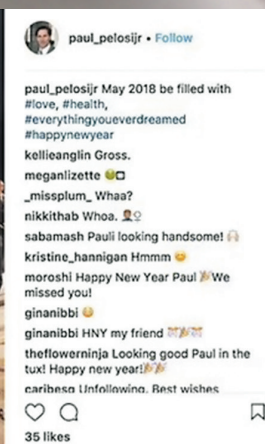 paul_pelosijr • Follow
paul_pelosijr May 2018 be filled with
#love, #health,
#everythingyoueverdreamed
#happynewyear
kellieanglin Gross.
meganlizette
_missplum_ Whaa?
nikkithab Whoa.
sabamash Pauli looking handsome!
kristine_hannigan Hmmm
moroshi Happy New Year Paul 🎉We
missed you!
ginanibbi
ginanibbi HNY my friend
theflowerninja Looking good Paul in the
tux! Happy new year!🎉🎉
caribesq Unfollowing. Best wishes
35 likes